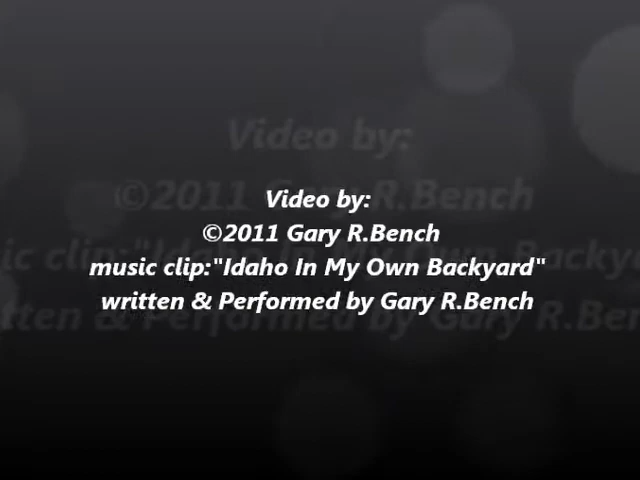 Video by:
©2011 Gary R.Bench
music clip:"Idaho In My Own Backyard"
written & Performed by Gary R.Bench